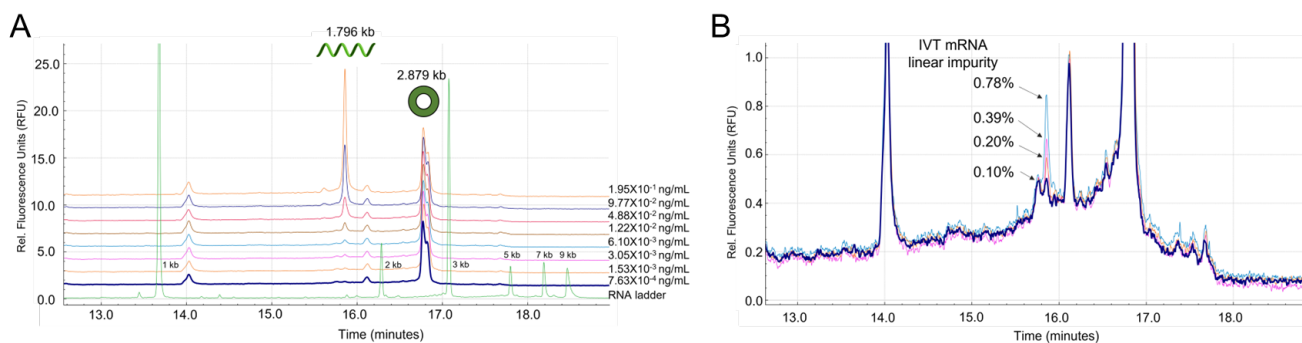 A
1.796 kb
2.879 kb
Rel. Fluorescence Units (RFU)
25.0
20.0
15.0
10.0
5.0
0.0
1.95X10-1 ng/mL
9.77X10-2 ng/mL
4.88X10-2 ng/mL
1.22X10-2 ng/mL
6.10X10-3 ng/mL
3.05X10-3 ng/mL
1.53X10-3 ng/mL
7.63X10-4 ng/mL
RNA ladder
1 kb
2 kb
3 kb
5 kb
7 kb
9 kb
13.0 14.0 15.0 16.0 17.0 18.0
Time (minutes)
B
IVT mRNA
linear impurity
0.78%
0.39%
0.20%
0.10%
Rel. Fluorescence Units (RFU)
1.0
0.8
0.6
0.4
0.2
0.0
13.0 14.0 15.0 16.0 17.0 18.0
Time (minutes)